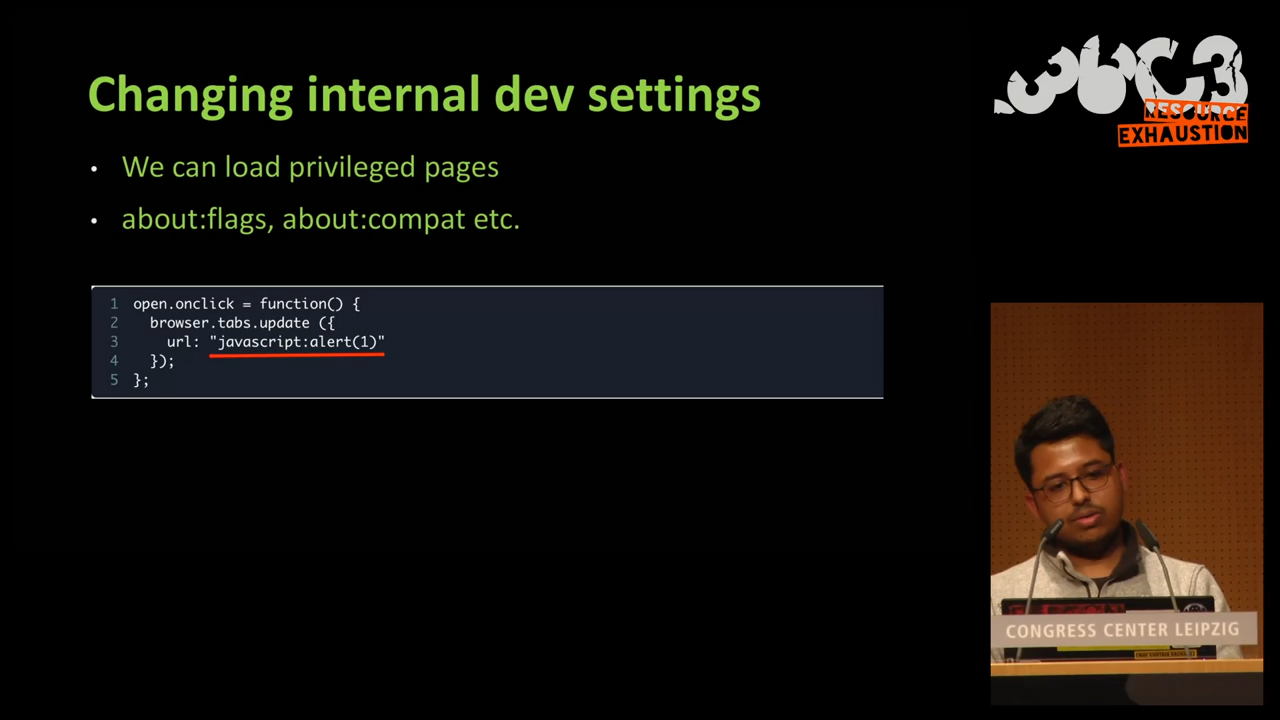 Changing internal dev settings
• We can load privileged pages
• about:flags, about:compat etc.
1 open.onclick = function() {
2 browser.tabs.update ({
3 url: "javascript:alert(1)"
4 });
5 };
36C3
RESOURCE
EXHAUSTION
CONGRESS CENTER LEIPZIG